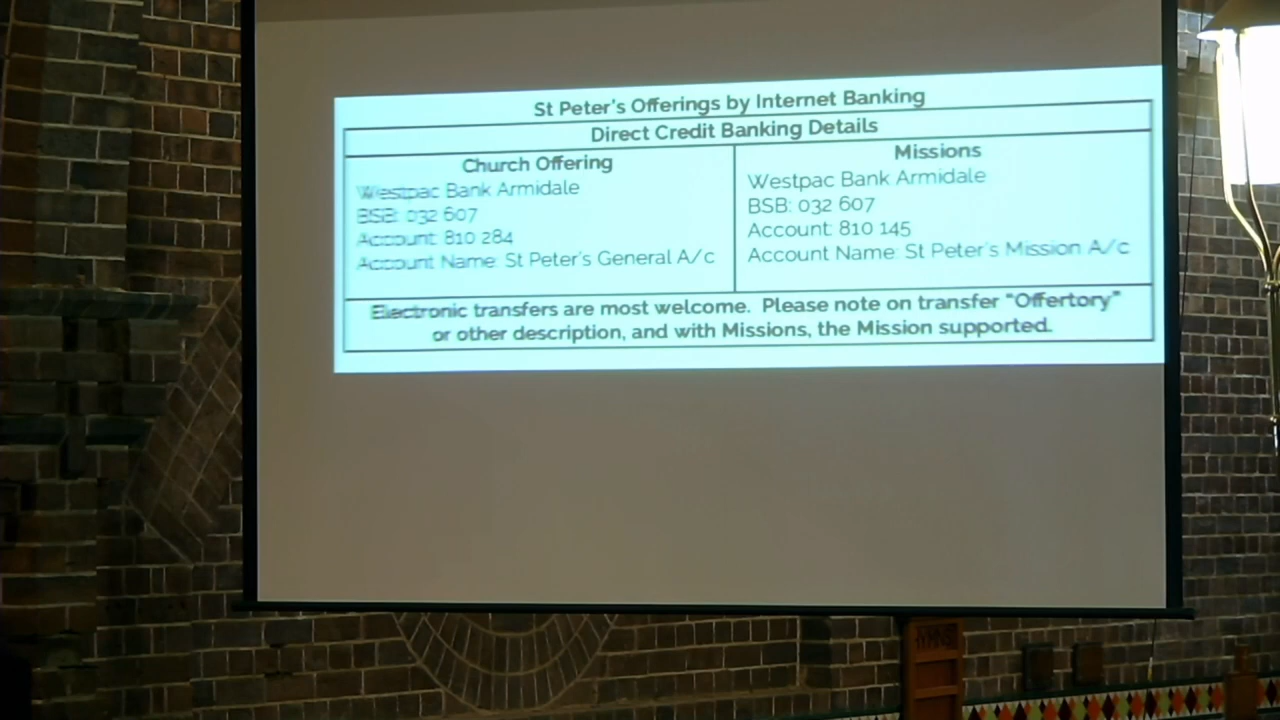 St Peter's Offerings by Internet Banking
Direct Credit Banking Details
Church Offering
Westpac Bank Armidale
BSB: 032 607
Account: 810 284
Account Name: St Peter's General A/c
Missions
Westpac Bank Armidale
BSB: 032 607
Account: 810 145
Account Name: St Peter's Mission A/c
Electronic transfers are most welcome. Please note on transfer "Offertory"
or other description, and with Missions, the Mission supported.